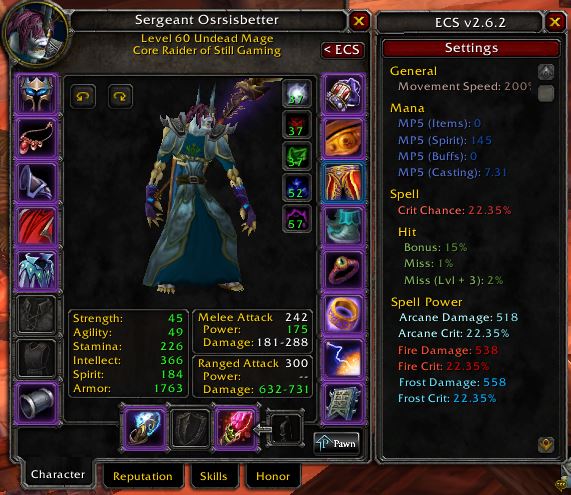 Sergeant Osrsisbetter
Level 60 Undead Mage
Core Raider of Still Gaming
< ECS
37
37
52
57
Strength: 45
Agility: 49
Stamina: 226
Intellect: 366
Spirit: 184
Armor: 1763
Melee Attack 242
Power: 175
Damage: 181-288
Ranged Attack 300
Power: --
Damage: 632-731
Pawn
Character
Reputation
Skills
Honor
ECS v2.6.2
Settings
General
Movement Speed: 200%
Mana
MP5 (Items): 0
MP5 (Spirit): 145
MP5 (Buffs): 0
MP5 (Casting): 7.31
Spell
Crit Chance: 22.35%
Hit
Bonus: 15%
Miss: 1%
Miss (Lvl + 3): 2%
Spell Power
Arcane Damage: 518
Arcane Crit: 22.35%
Fire Damage: 538
Fire Crit: 22.35%
Frost Damage: 558
Frost Crit: 22.35%